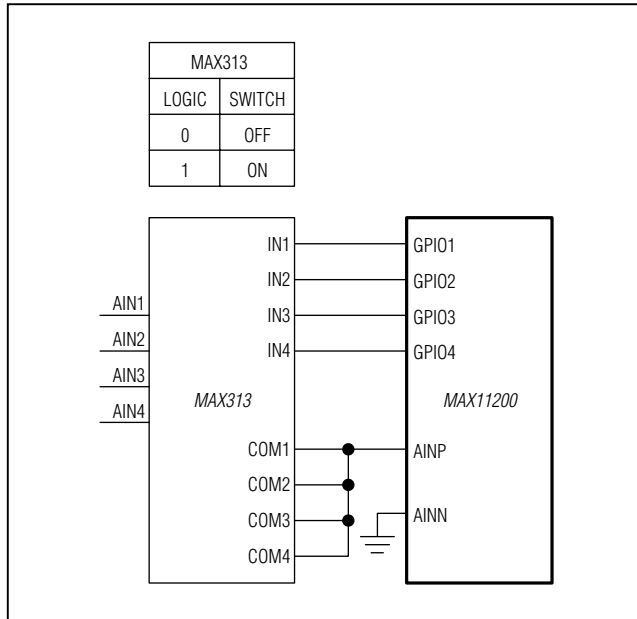 MAX313
LOGIC SWITCH
0 OFF
1 ON
IN1
IN2
IN3
IN4
AIN1
AIN2
AIN3
AIN4
MAX313
COM1
COM2
COM3
COM4
GPIO1
GPIO2
GPIO3
GPIO4
MAX11200
AINP
AINN